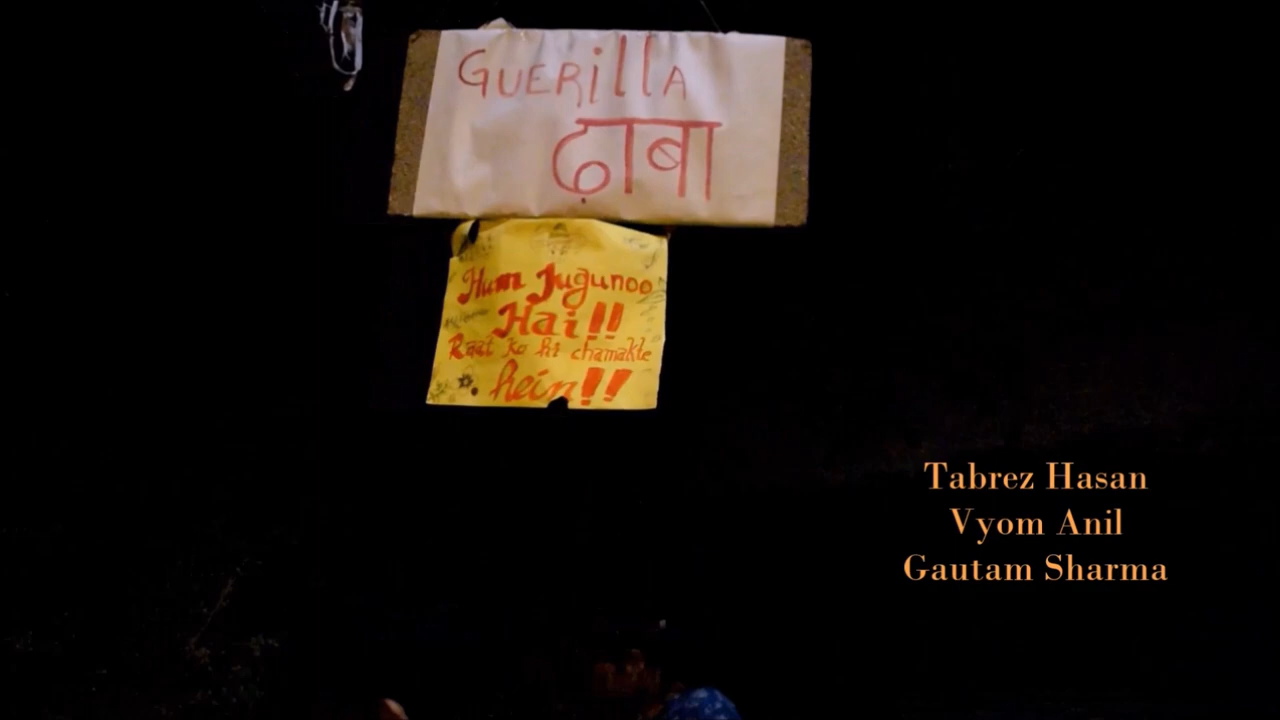 GUERillA
ढ़ाबा
Hum Jugunoo
Hai!!
Raat ko hi chamakte
hein!!
Tabrez Hasan
Vyom Anil
Gautam Sharma